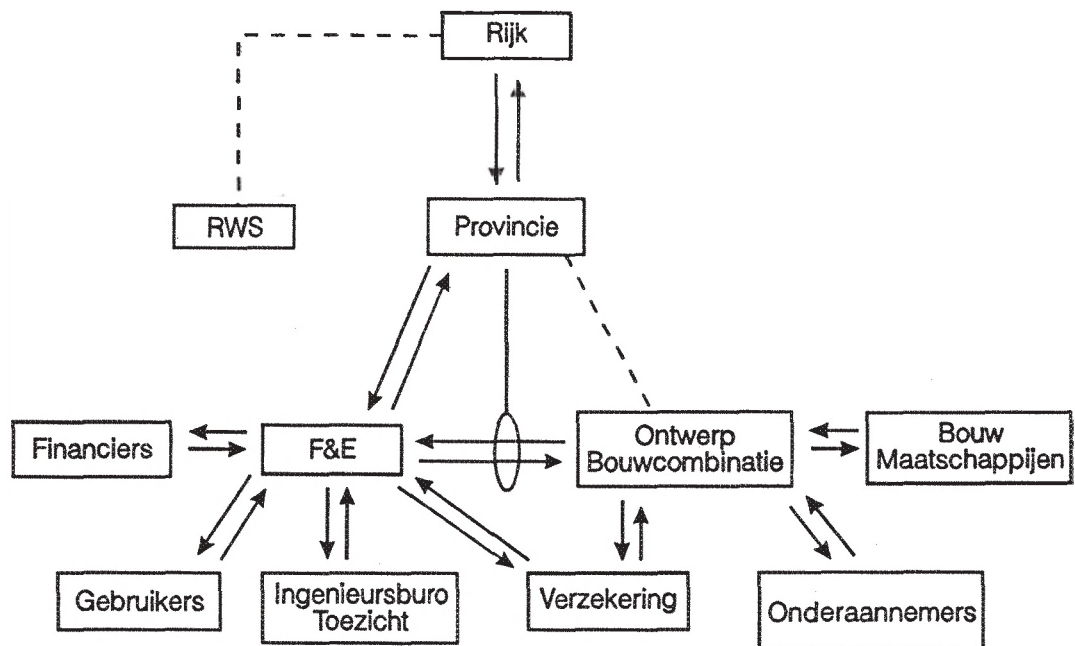 Rijk
RWS
Provincie
Financiers
F&E
Ontwerp
Bouwcombinatie
Bouw
Maatschappijen
Gebruikers
Ingenieursburo
Toezicht
Verzekering
Onderaannemers